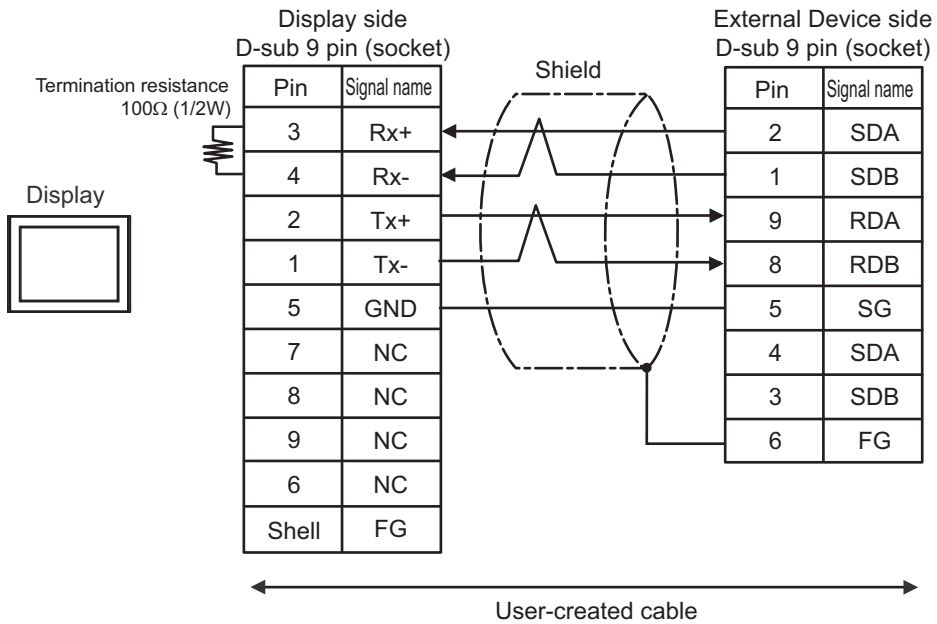 Display side
D-sub 9 pin (socket)
External Device side
D-sub 9 pin (socket)
Termination resistance
100Ω (1/2W)
Shield
Display
Pin Signal name
3 Rx+
4 Rx-
2 Tx+
1 Tx-
5 GND
7 NC
8 NC
9 NC
6 NC
Shell FG
Pin Signal name
2 SDA
1 SDB
9 RDA
8 RDB
5 SG
4 SDA
3 SDB
6 FG
User-created cable